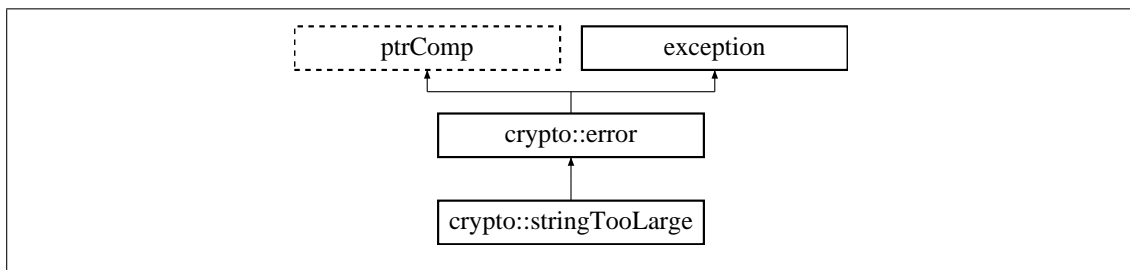 ptrComp
exception
crypto::error
crypto::stringTooLarge